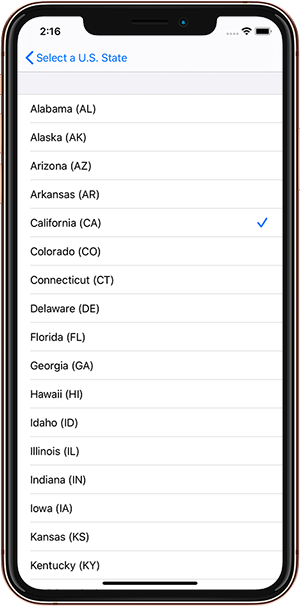 2:16
Select a U.S. State
Alabama (AL)
Alaska (AK)
Arizona (AZ)
Arkansas (AR)
California (CA)
Colorado (CO)
Connecticut (CT)
Delaware (DE)
Florida (FL)
Georgia (GA)
Hawaii (HI)
Idaho (ID)
Illinois (IL)
Indiana (IN)
Iowa (IA)
Kansas (KS)
Kentucky (KY)